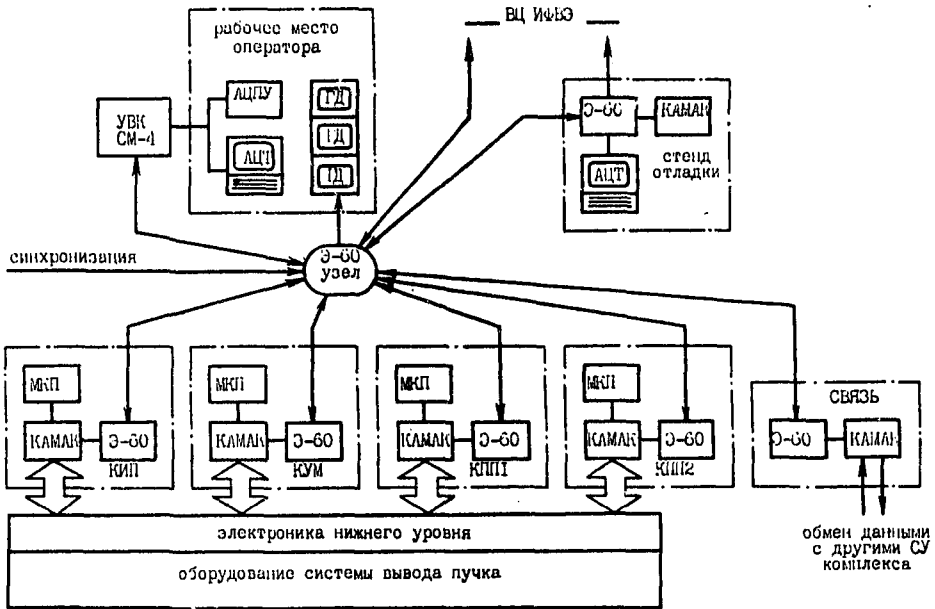 рабочее место
оператора
ВЦ ИФВЭ
АЦПУ
ГД
УВК
СМ-4
АЦТ
ГД
ГД
Э-60
КАМАК
стенд
отладки
АЦТ
синхронизация
Э-60
узел
МКП
МКП
МКП
МКП
СВЯЗЬ
КАМАК
Э-60
КАМАК
Э-60
КАМАК
Э-60
КАМАК
Э-60
Э-60
КАМАК
КИП
КУМ
КПП1
КПП2
электроника нижнего уровня
оборудование системы вывода пучка
обмен данными
с другими СУ
комплекса